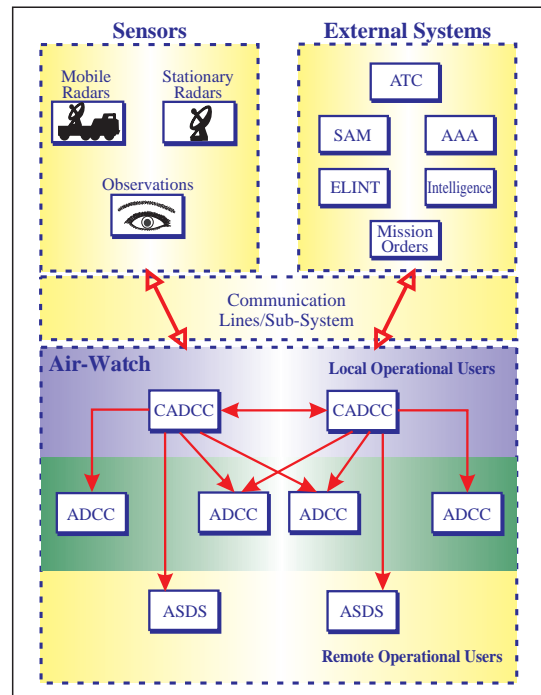 Sensors
Mobile
Radars
Stationary
Radars
Observations
External Systems
ATC
SAM
AAA
ELINT
Intelligence
Mission
Orders
Communication
Lines/Sub-System
Air-Watch
Local Operational Users
CADCC
CADCC
ADCC
ADCC
ADCC
ADCC
ASDS
ASDS
Remote Operational Users